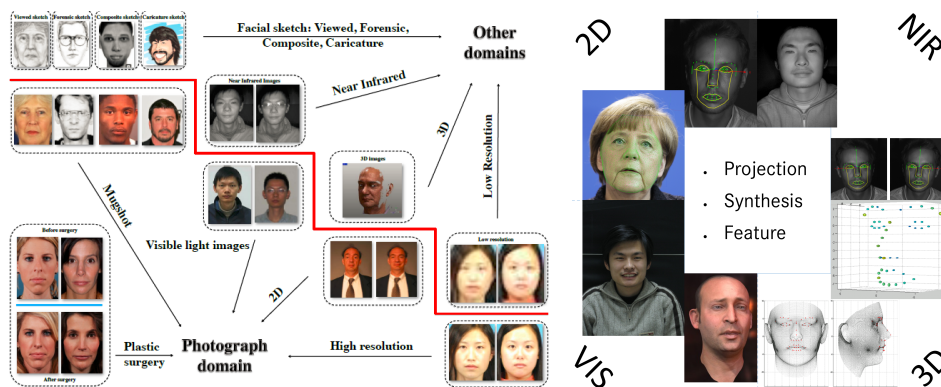 Viewed sketch
Forensic sketch
Composite sketch
Caricature sketch
Facial sketch: Viewed, Forensic,
Composite, Caricature
Other
domains
2D
NIR
Near Infrared Images
Near Infrared
3D
Low Resolution
3D images
Mugshot
Projection
Synthesis
Feature
Before surgery
Visible light images
2D
Low resolution
Plastic
surgery
Photograph
domain
High resolution
After surgery
VIS
3D